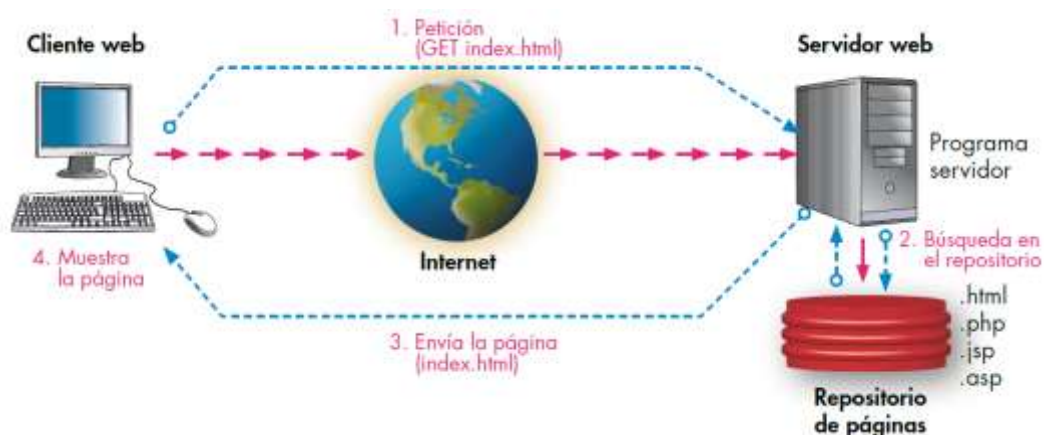 Cliente web
1. Petición
(GET index.html)
Servidor web
Programa
servidor
Internet
4. Muestra
la página
2. Búsqueda en
el repositorio
3. Envía la página
(index.html)
.html
.php
.jsp
.asp
Repositorio
de páginas